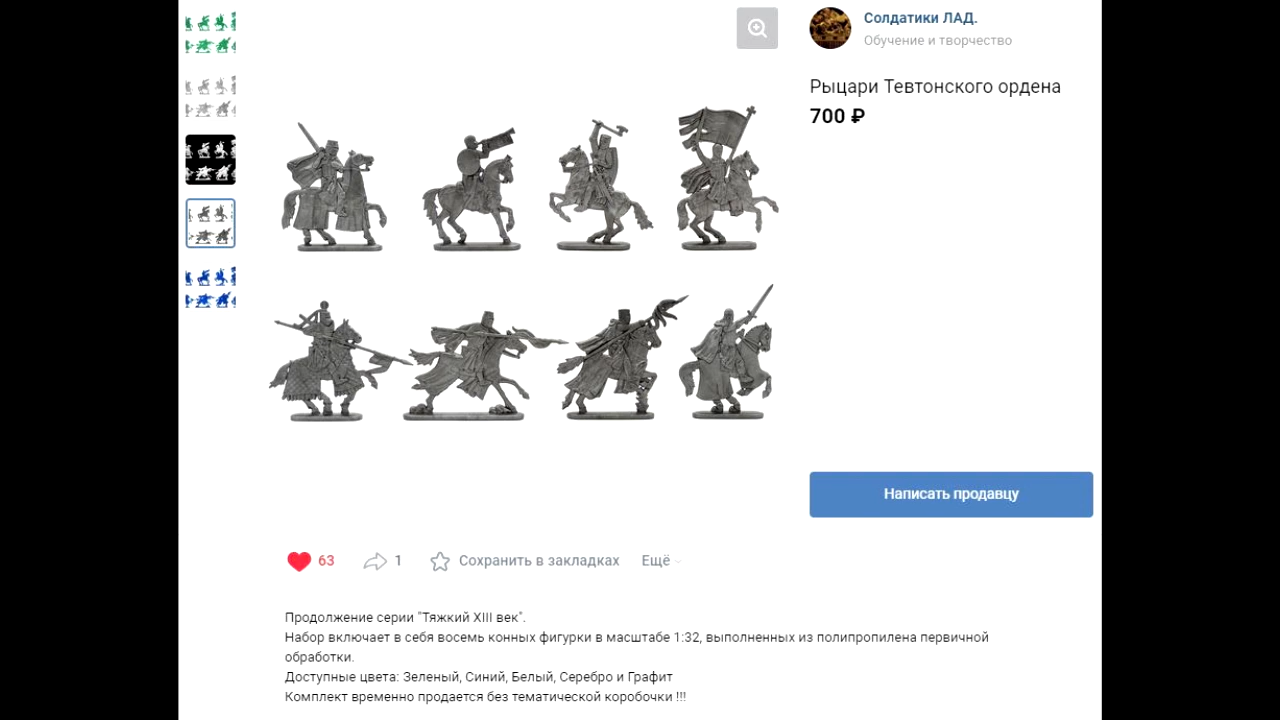 Солдатики ЛАД.
Обучение и творчество
Рыцари Тевтонского ордена
700 ₽
Написать продавцу
63
1
Сохранить в закладках
Ещё
Продолжение серии "Тяжкий XIII век".
Набор включает в себя восемь конных фигурки в масштабе 1:32, выполненных из полипропилена первичной
обработки.
Доступные цвета: Зеленый, Синий, Белый, Серебро и Графит
Комплект временно продается без тематической коробочки !!!